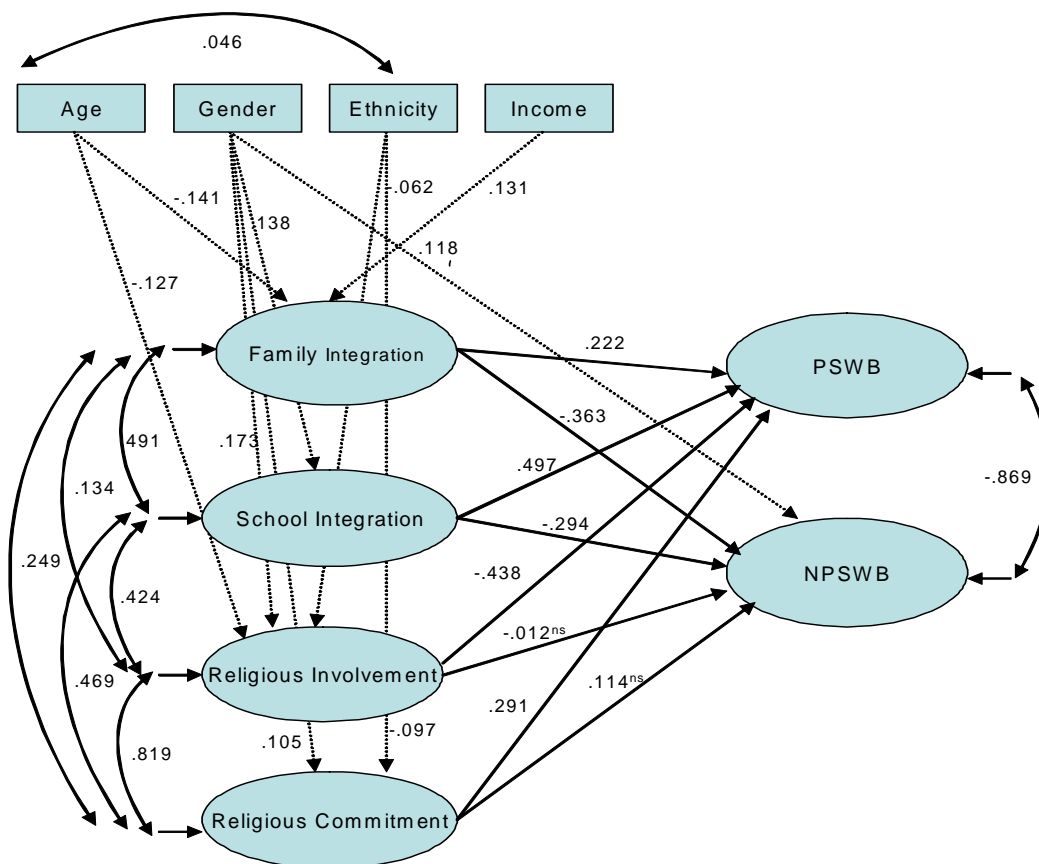 .046
Age
Gender
Ethnicity
Income
-.062
.131
-.141
.138
.118
-.127
Family Integration
.222
PSWB
-.363
491
.173
.497
-.869
.134
School Integration
-.294
.249
NPSWB
.424
-.438
-.012ns
Religious Involvement
.114ns
.469
.291
-.097
.105
.819
Religious Commitment